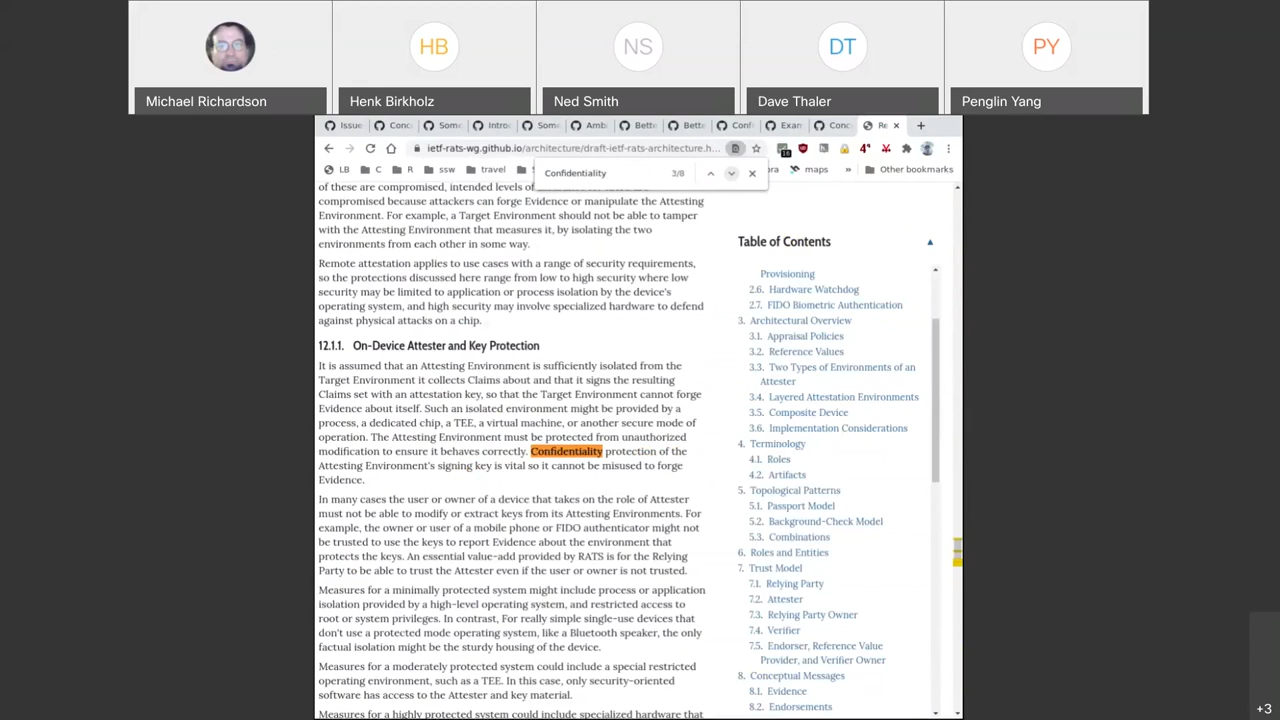 HB
NS
DT
PY
Michael Richardson
Henk Birkholz
Ned Smith
Dave Thaler
Penglin Yang
Issue
Conc
Some
Intro
Some
Ambi
Bette
Bette
Conf
Exan
Conc
Re
ietf-rats-wg.github.io/architecture/draft-ietf-rats-architecture.h...
LB
C
R
ssw
travel
maps
»
Other bookmarks
Confidentiality 3/8
of these are compromised, intended levels of
compromised because attackers can forge Evidence or manipulate the Attesting
Environment. For example, a Target Environment should not be able to tamper
with the Attesting Environment that measures it, by isolating the two
environments from each other in some way.
Remote attestation applies to use cases with a range of security requirements,
so the protections discussed here range from low to high security where low
security may be limited to application or process isolation by the device's
operating system, and high security may involve specialized hardware to defend
against physical attacks on a chip.
12.1.1. On-Device Attester and Key Protection
It is assumed that an Attesting Environment is sufficiently isolated from the
Target Environment it collects Claims about and that it signs the resulting
Claims set with an attestation key, so that the Target Environment cannot forge
Evidence about itself. Such an isolated environment might be provided by a
process, a dedicated chip, a TEE, a virtual machine, or another secure mode of
operation. The Attesting Environment must be protected from unauthorized
modification to ensure it behaves correctly. Confidentiality protection of the
Attesting Environment's signing key is vital so it cannot be misused to forge
Evidence.
In many cases the user or owner of a device that takes on the role of Attester
must not be able to modify or extract keys from its Attesting Environments. For
example, the owner or user of a mobile phone or FIDO authenticator might not
be trusted to use the keys to report Evidence about the environment that
protects the keys. An essential value-add provided by RATS is for the Relying
Party to be able to trust the Attester even if the user or owner is not trusted.
Measures for a minimally protected system might include process or application
isolation provided by a high-level operating system, and restricted access to
root or system privileges. In contrast, For really simple single-use devices that
don't use a protected mode operating system, like a Bluetooth speaker, the only
factual isolation might be the sturdy housing of the device.
Measures for a moderately protected system could include a special restricted
operating environment, such as a TEE. In this case, only security-oriented
software has access to the Attester and key material.
Measures for a highly protected system could include specialized hardware that
Table of Contents
Provisioning
2.6. Hardware Watchdog
2.7. FIDO Biometric Authentication
3. Architectural Overview
3.1. Appraisal Policies
3.2. Reference Values
3.3. Two Types of Environments of an
Attester
3.4. Layered Attestation Environments
3.5. Composite Device
3.6. Implementation Considerations
4. Terminology
4.1. Roles
4.2. Artifacts
5. Topological Patterns
5.1. Passport Model
5.2. Background-Check Model
5.3. Combinations
6. Roles and Entities
7. Trust Model
7.1. Relying Party
7.2. Attester
7.3. Relying Party Owner
7.4. Verifier
7.5. Endorser, Reference Value
Provider, and Verifier Owner
8. Conceptual Messages
8.1. Evidence
8.2. Endorsements
+3